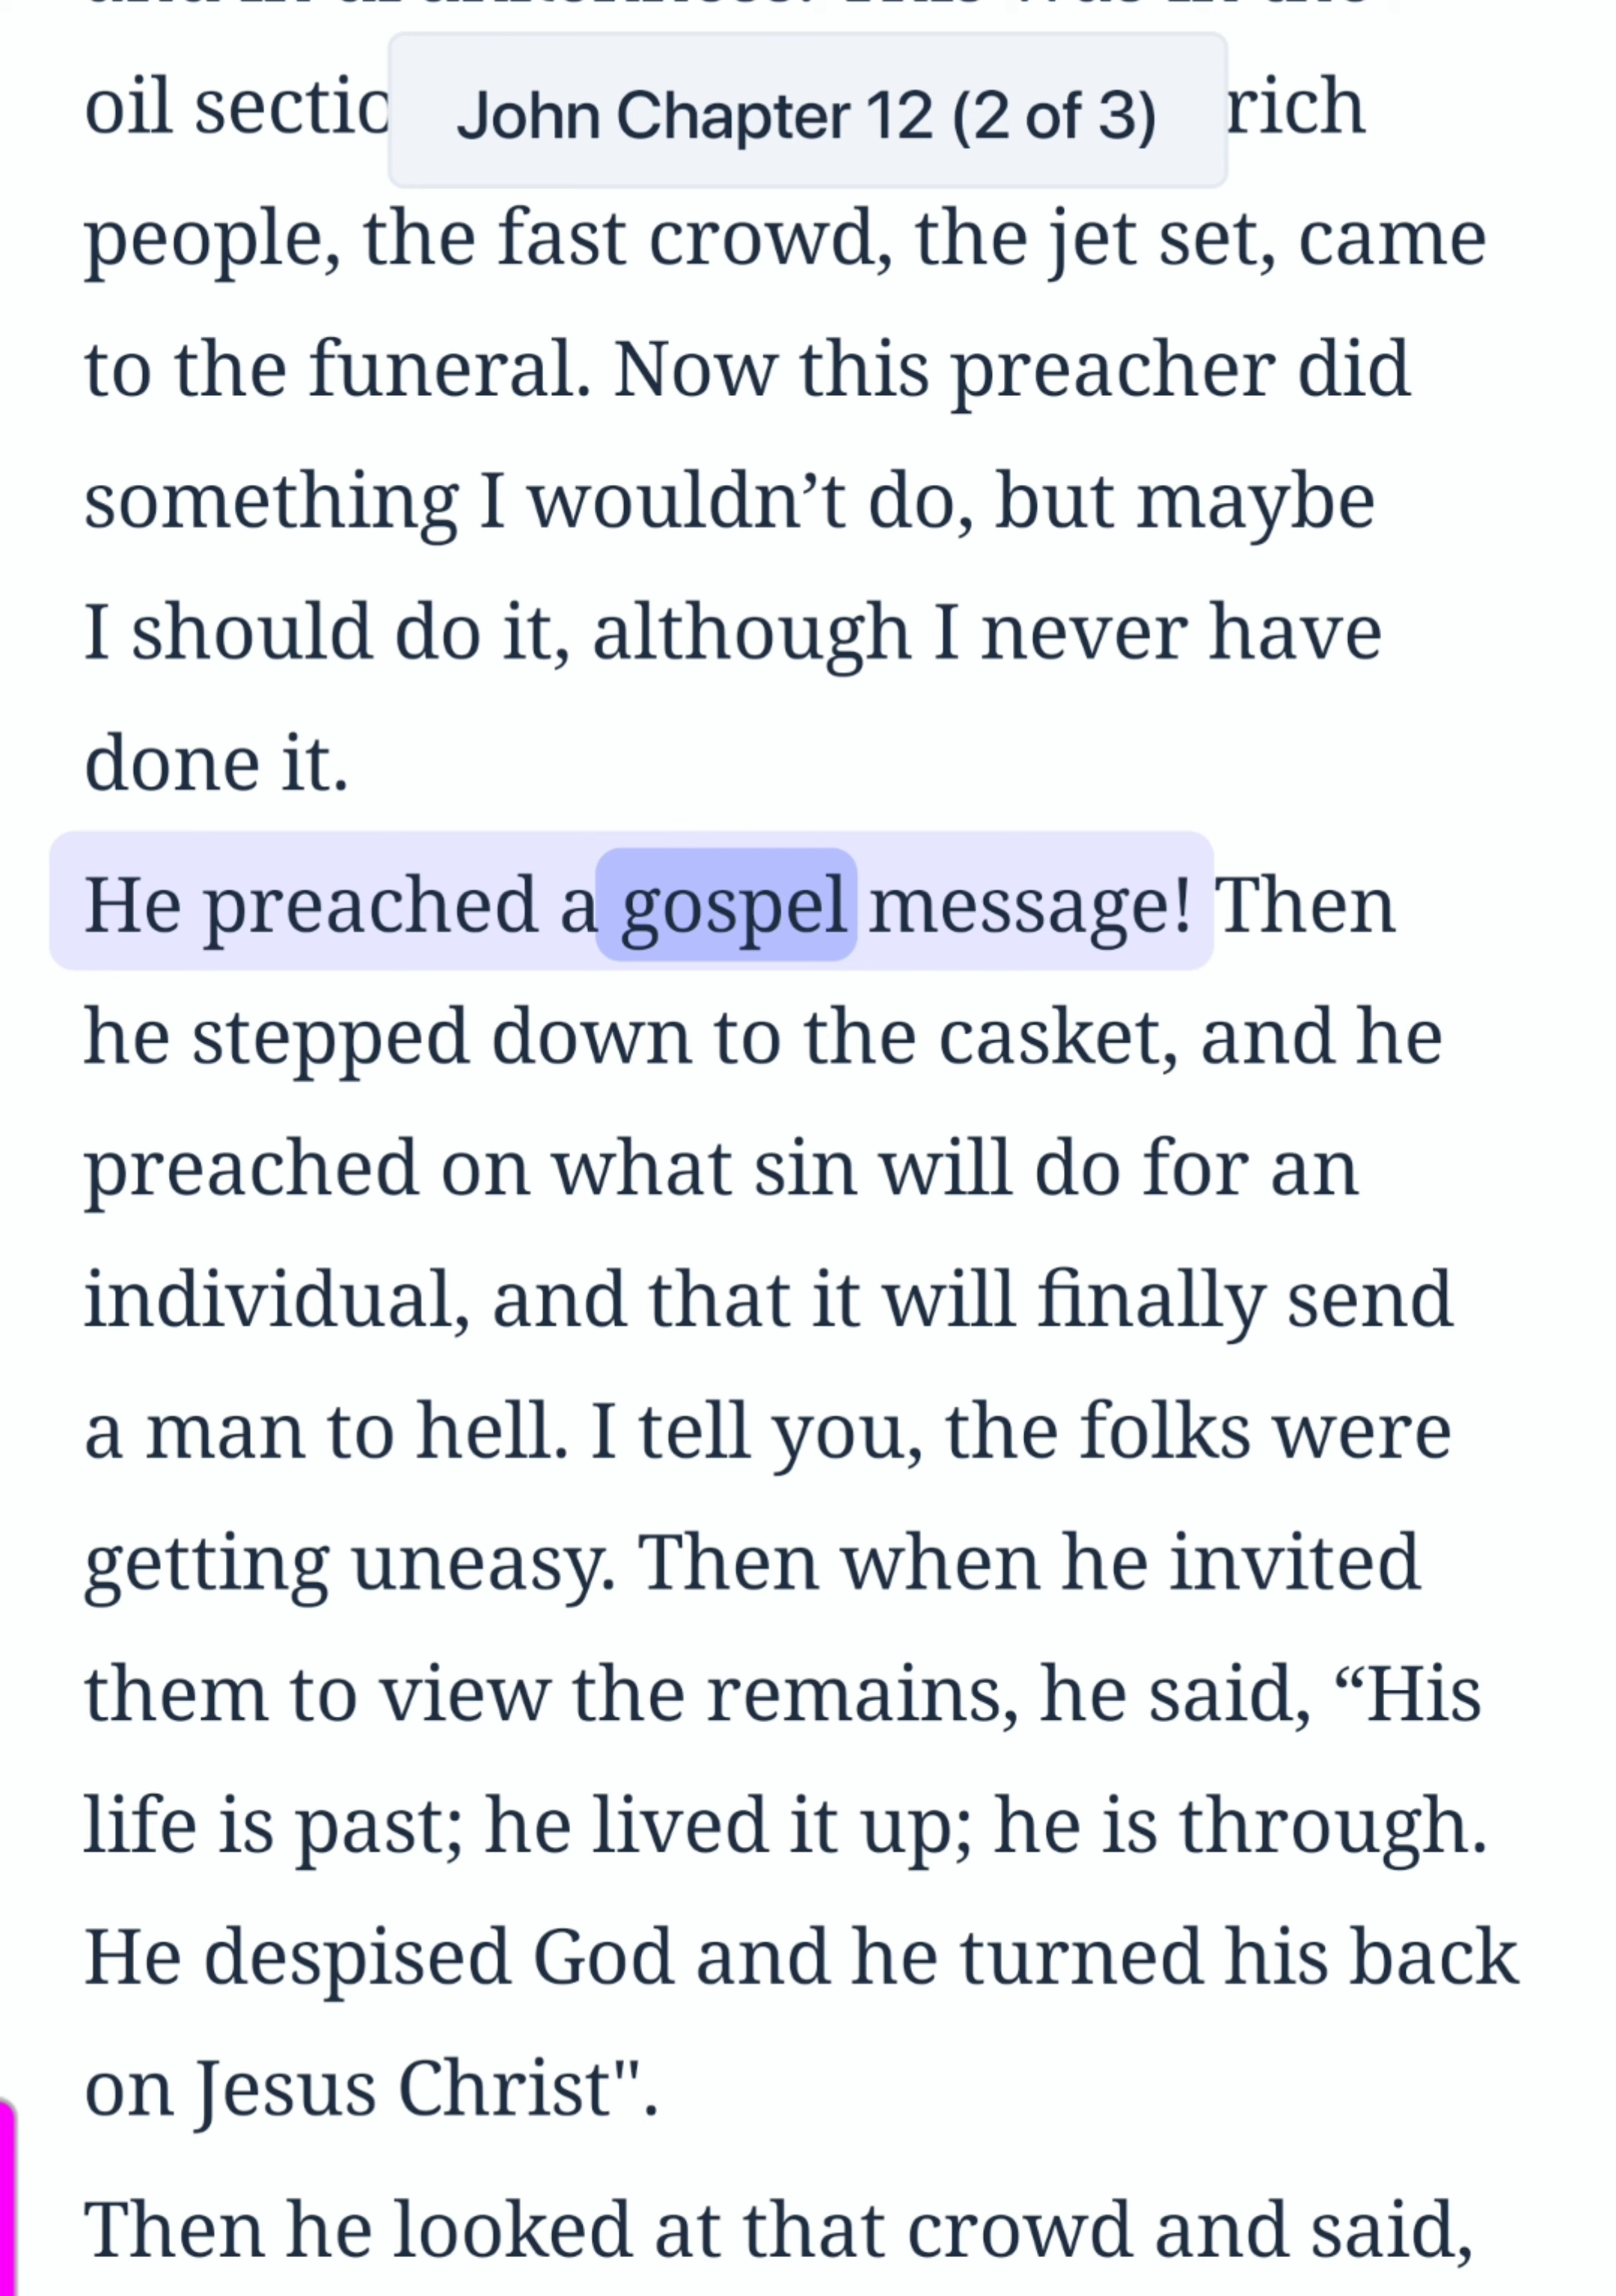 oil sectio
John Chapter 12 (2 of 3)
rich
people, the fast crowd, the jet set, came
to the funeral. Now this preacher did
something I wouldn’t do, but maybe
I should do it, although I never have
done it.
He preached a gospel message! Then
he stepped down to the casket, and he
preached on what sin will do for an
individual, and that it will finally send
a man to hell. I tell you, the folks were
getting uneasy. Then when he invited
them to view the remains, he said, “His
life is past; he lived it up; he is through.
He despised God and he turned his back
on Jesus Christ".
Then he looked at that crowd and said,